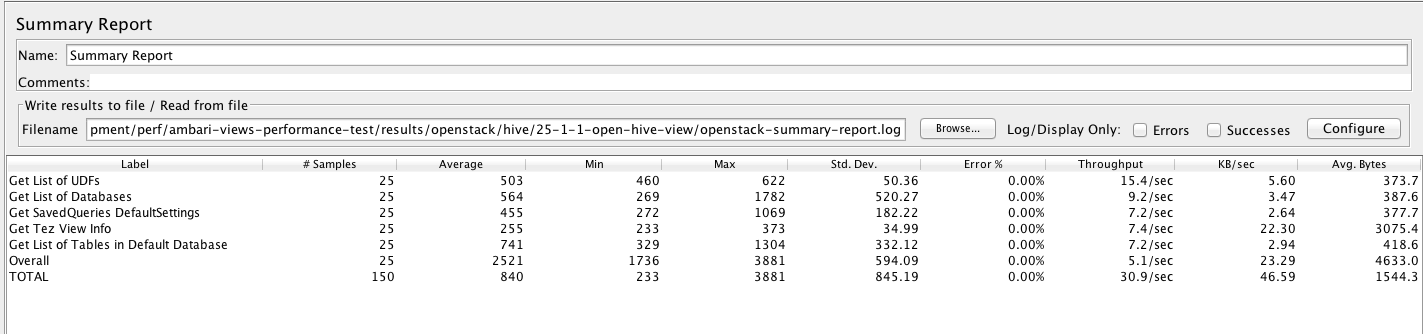 Summary Report
Name: Summary Report
Comments:
Write results to file / Read from file
Filename pment/perf/ambari-views-performance-test/results/openstack/hive/25-1-1-open-hive-view/openstack-summary-report.log Browse... Log/Display Only: Errors Successes Configure
Label # Samples Average Min Max Std. Dev. Error % Throughput KB/sec Avg. Bytes
Get List of UDFs 25 503 460 622 50.36 0.00% 15.4/sec 5.60 373.7
Get List of Databases 25 564 269 1782 520.27 0.00% 9.2/sec 3.47 387.6
Get SavedQueries DefaultSettings 25 455 272 1069 182.22 0.00% 7.2/sec 2.64 377.7
Get Tez View Info 25 255 233 373 34.99 0.00% 7.4/sec 22.30 3075.4
Get List of Tables in Default Database 25 741 329 1304 332.12 0.00% 7.2/sec 2.94 418.6
Overall 25 2521 1736 3881 594.09 0.00% 5.1/sec 23.29 4633.0
TOTAL 150 840 233 3881 845.19 0.00% 30.9/sec 46.59 1544.3